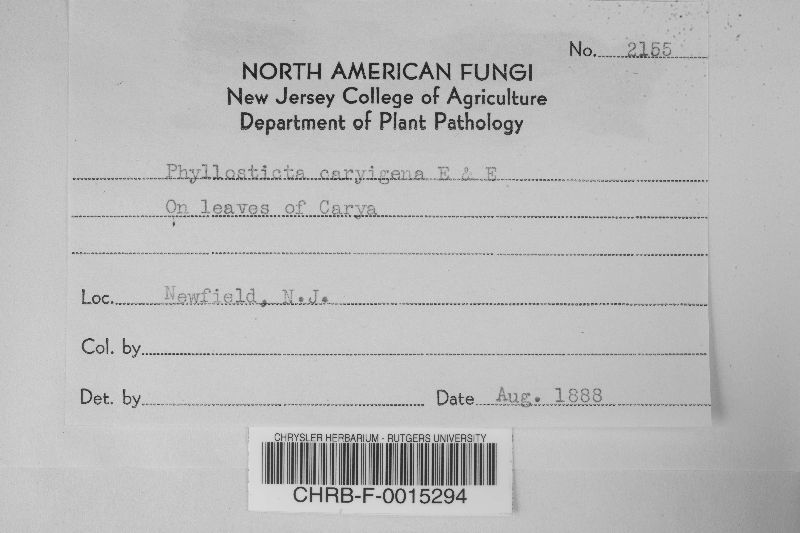 No. 2155
NORTH AMERICAN FUNGI
New Jersey College of Agriculture
Department of Plant Pathology
Phyllosticta caryigena E & E
On leaves of Carya
Loc. Newfield, N.J.
Col. by
Det. by Date Aug. 1888
CHRYSLER HERBARIUM - RUTGERS UNIVERSITY
CHRB-F-0015294